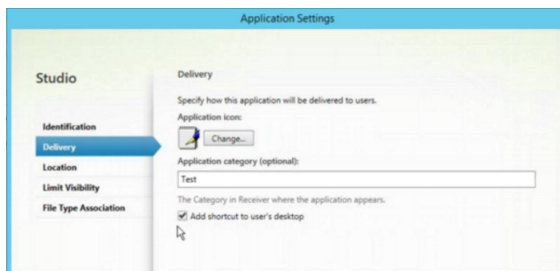 Application Settings
Studio
Identification
Delivery
Location
Limit Visibility
File Type Association
Delivery
Specify how this application will be delivered to users.
Application icon:
Change...
Application category (optional):
Test
The Category in Receiver where the application appears.
Add shortcut to user's desktop